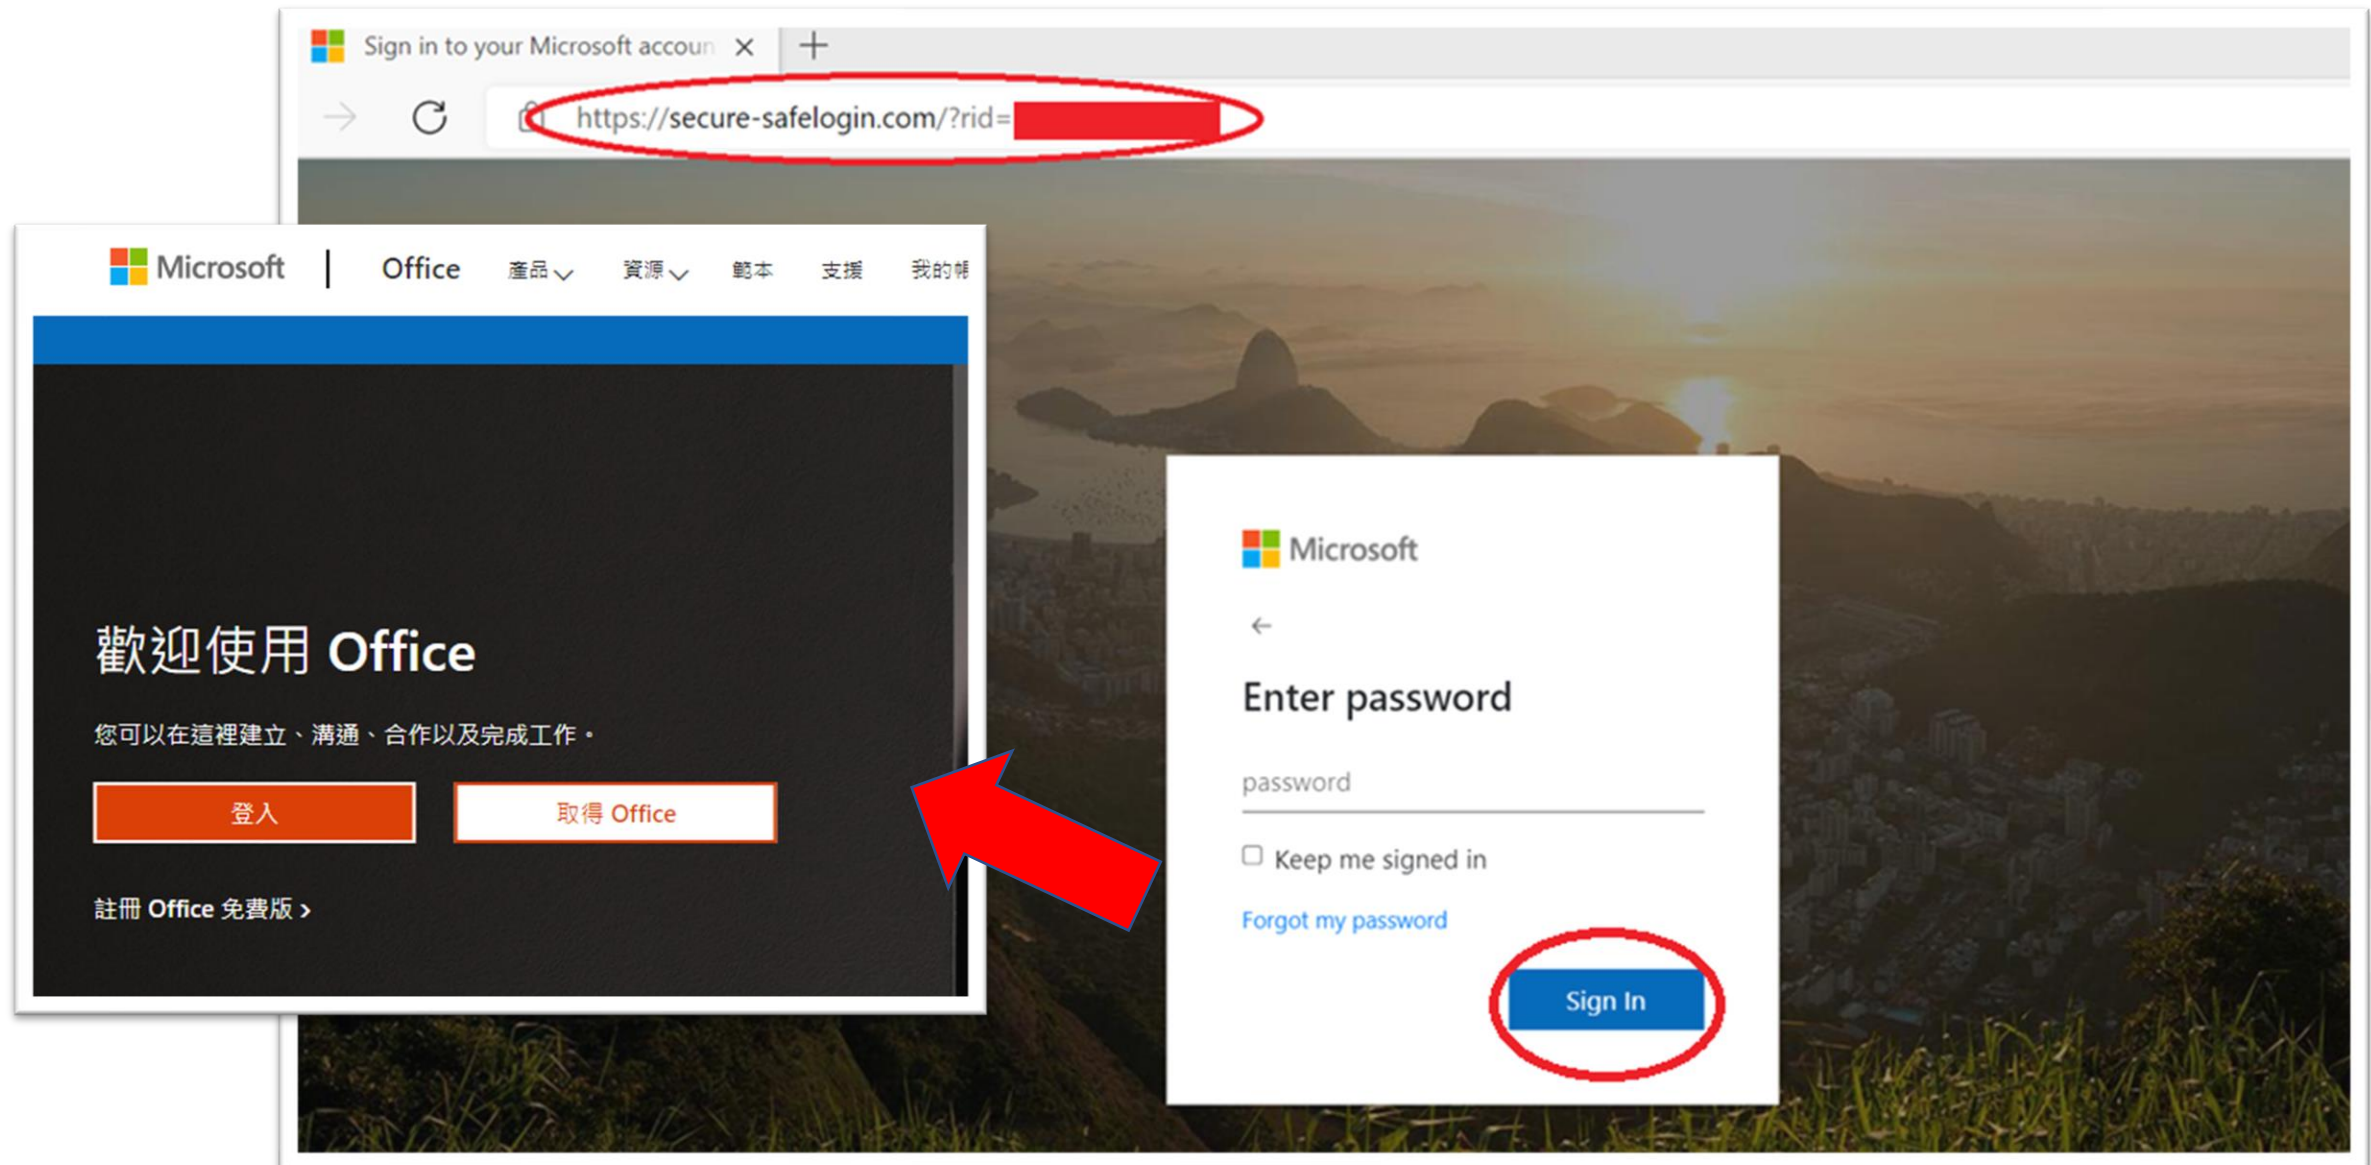 Sign in to your Microsoft accoun
https://secure-safelogin.com/?rid=
Microsoft | Office 產品 資源 範本 支援 我的帳
歡迎使用 Office
您可以在這裡建立、溝通、合作以及完成工作。
登入 取得 Office
註冊 Office 免費版 >
Microsoft
Enter password
password
Keep me signed in
Forgot my password
Sign In